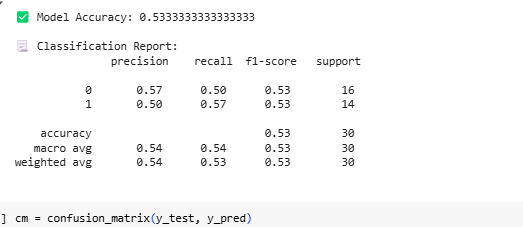 ✅ Model Accuracy: 0.5333333333333333
🧾 Classification Report:
precision recall f1-score support
0 0.57 0.50 0.53 16
1 0.50 0.57 0.53 14
accuracy 0.53 30
macro avg 0.54 0.54 0.53 30
weighted avg 0.54 0.53 0.53 30
] cm = confusion_matrix(y_test, y_pred)